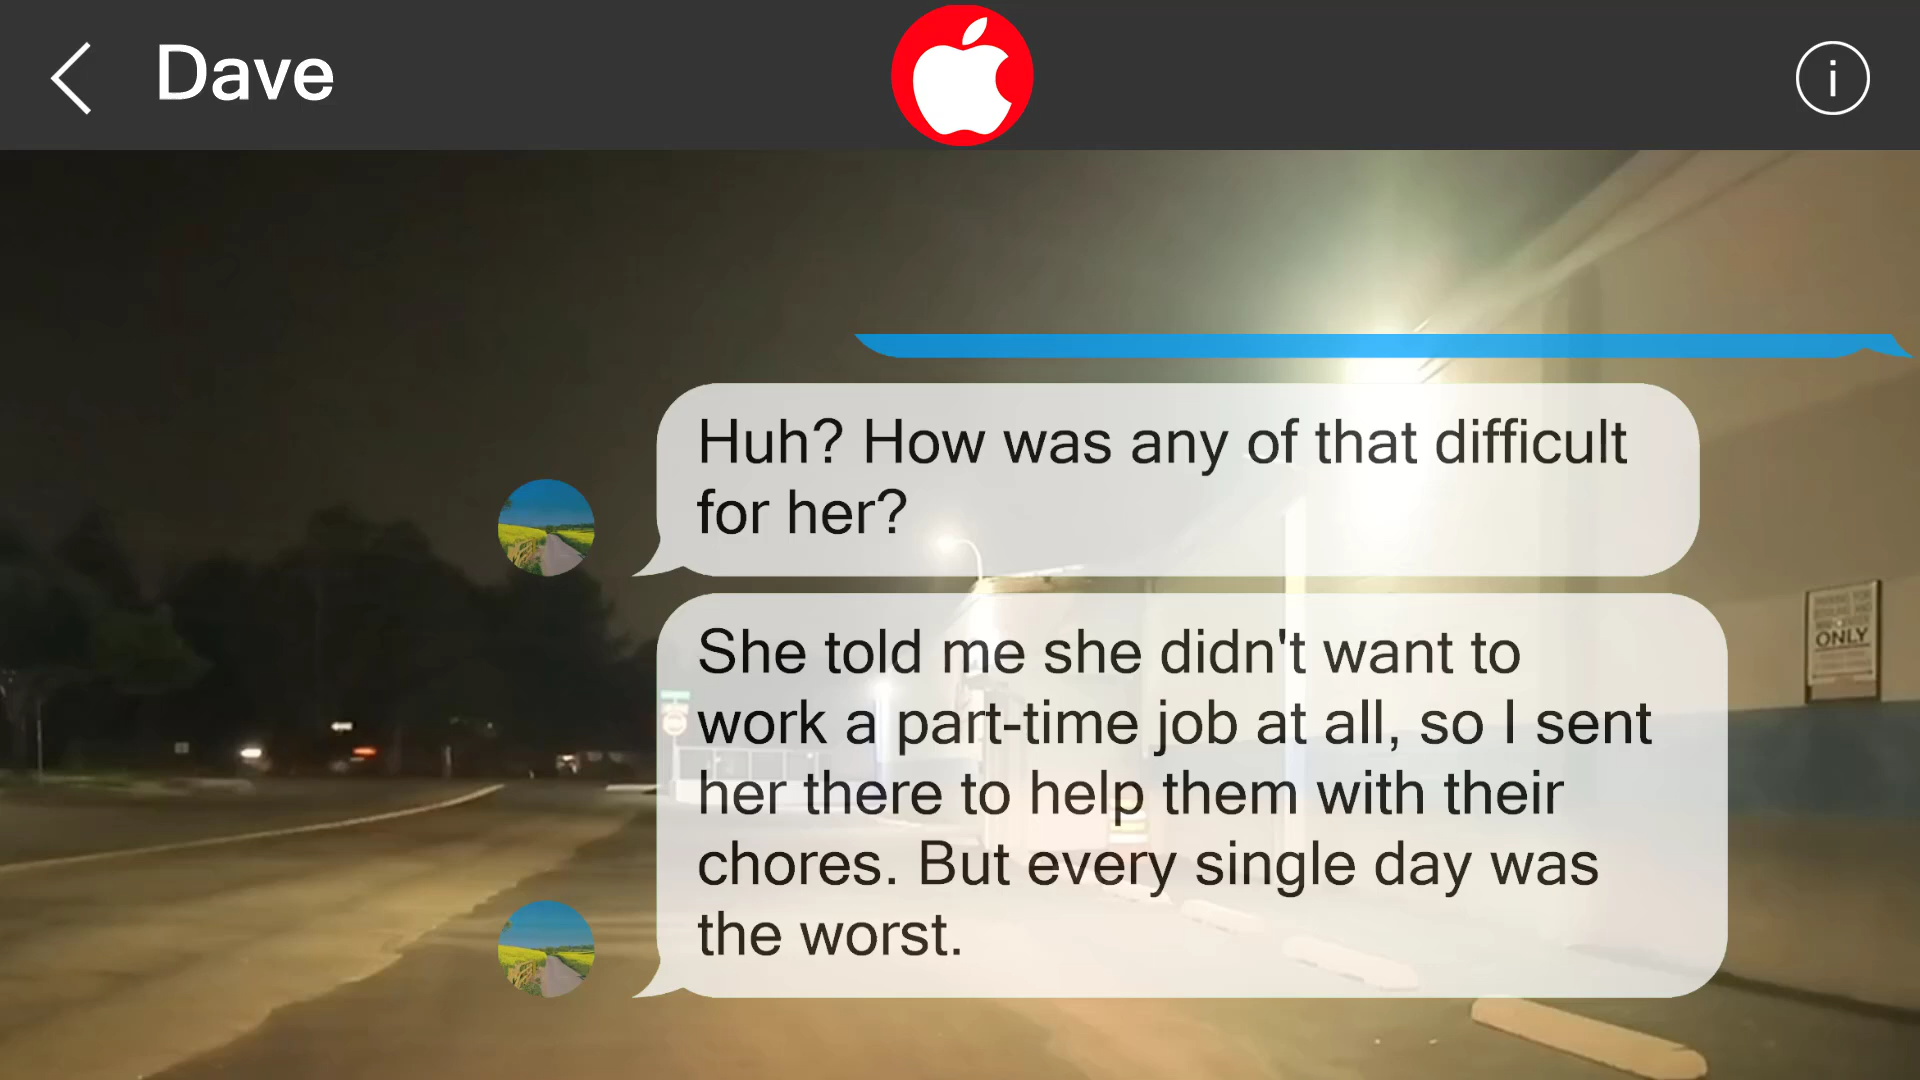 Dave
i
Huh? How was any of that difficult
for her?
She told me she didn't want to
work a part-time job at all, so I sent
her there to help them with their
chores. But every single day was
the worst.
ONLY